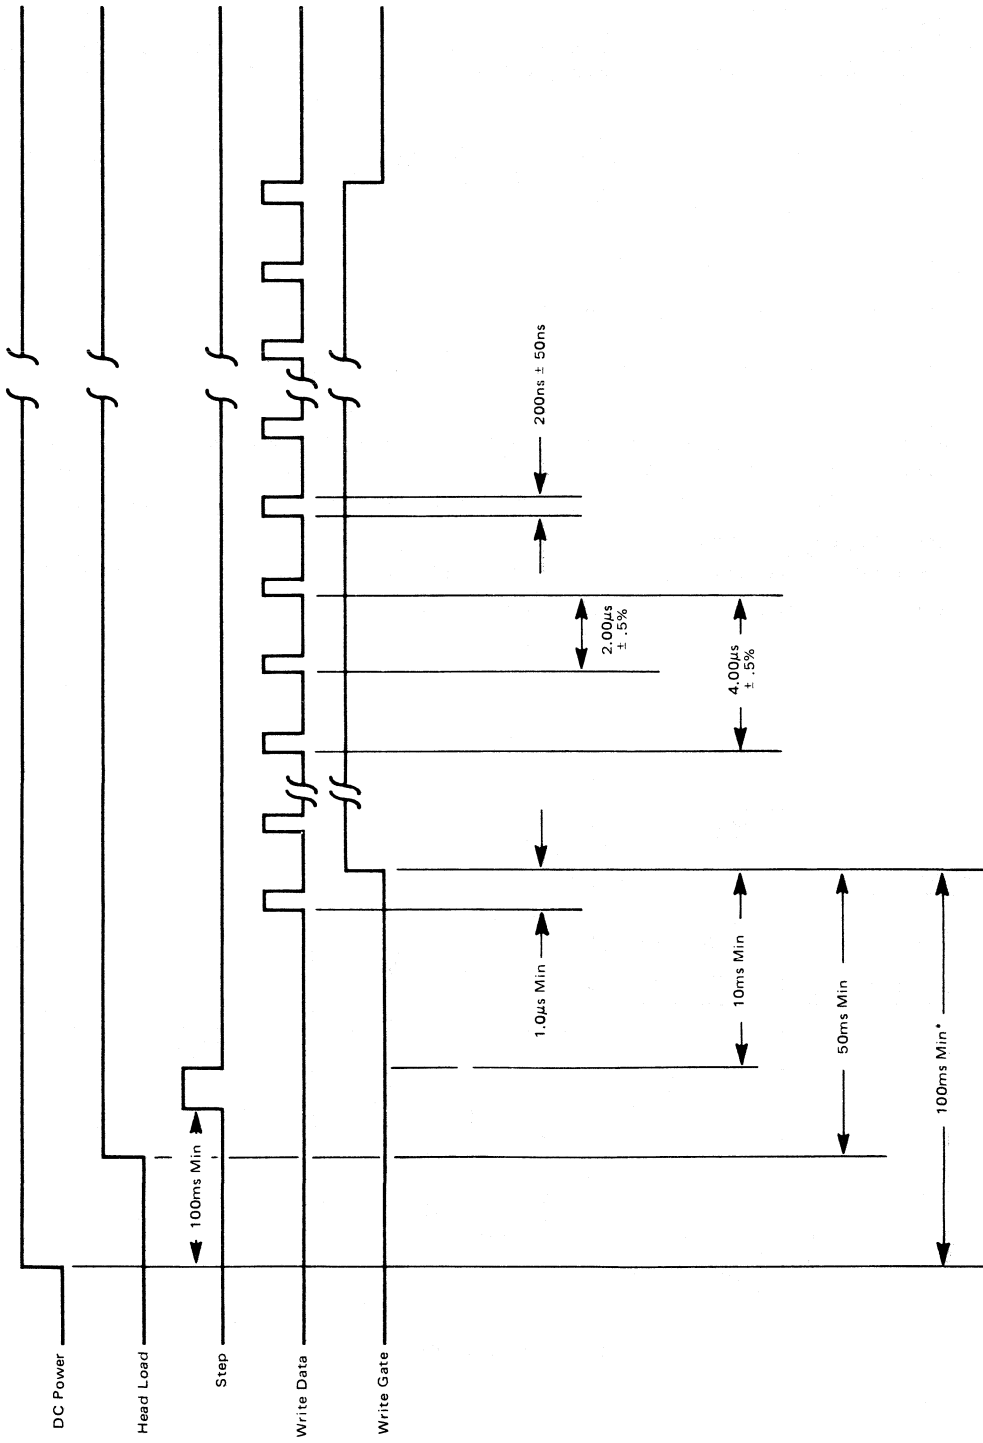 DC Power
Head Load
Step
Write Data
Write Gate
100ms Min
1.0μs Min
200ns ± 50ns
2.00μs
± .5%
4.00μs
± .5%
10ms Min
50ms Min
100ms Min*